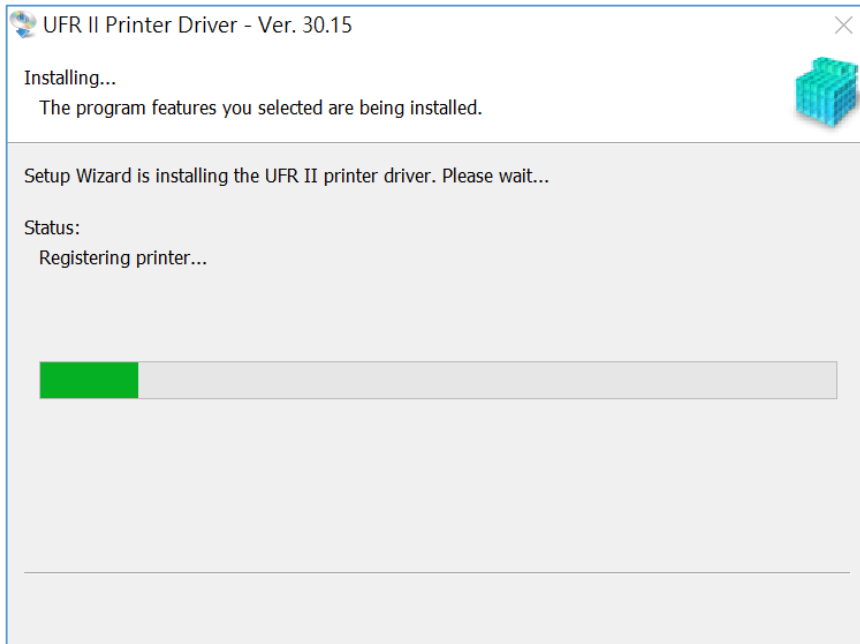 UFR II Printer Driver - Ver. 30.15
Installing...
The program features you selected are being installed.
Setup Wizard is installing the UFR II printer driver. Please wait...
Status:
Registering printer...